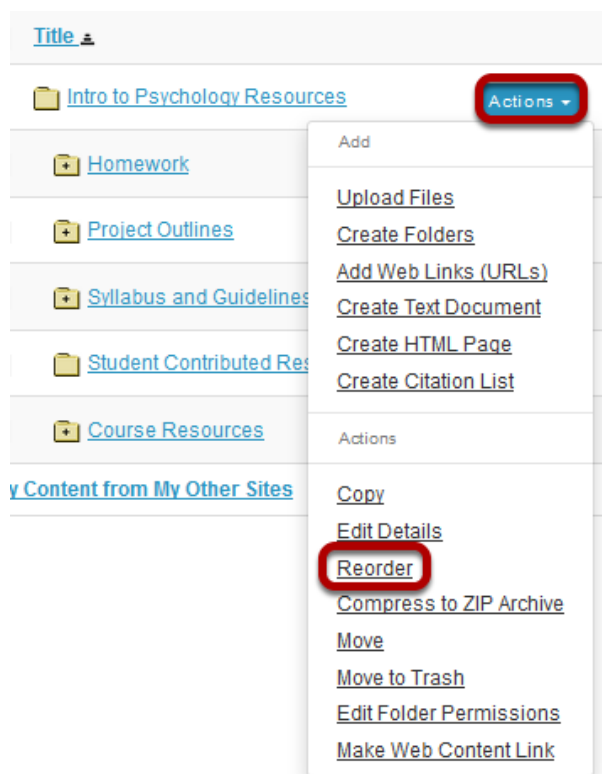 Title
Intro to Psychology Resources
Actions
Add
Homework
Upload Files
Project Outlines
Create Folders
Add Web Links (URLs)
Syllabus and Guidelines
Create Text Document
Create HTML Page
Student Contributed Res
Create Citation List
Course Resources
Actions
y Content from My Other Sites
Copy
Edit Details
Reorder
Compress to ZIP Archive
Move
Move to Trash
Edit Folder Permissions
Make Web Content Link